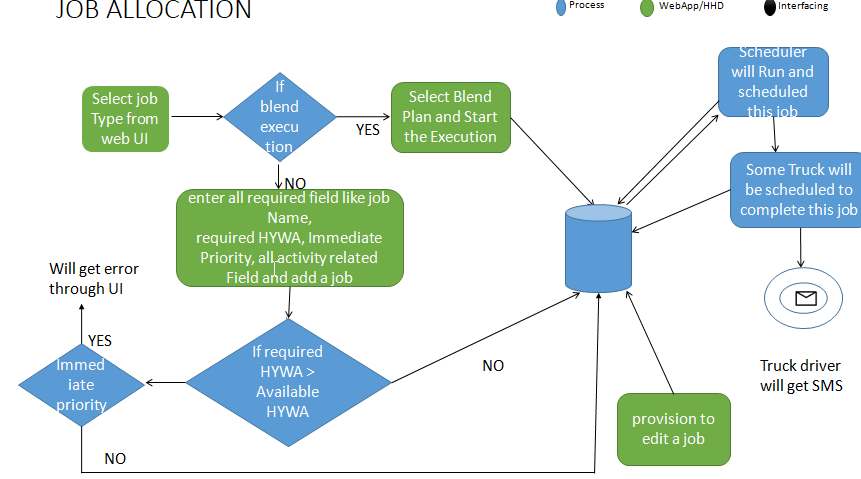 JOB ALLOCATION
Process
WebApp/HHD
Interfacing
Select job
Type from
web UI
If
blend
execu
tion
YES
Select Blend
Plan and Start
the Execution
Scheduler
will Run and
scheduled
this job
NO
enter all required field like job
Name,
required HYWA, Immediate
Priority, all activity related
Field and add a job
Some Truck will
be scheduled to
complete this job
Will get error
through UI
YES
Immed
iate
priority
If required
HYWA >
Available
HYWA
NO
Truck driver
will get SMS
provision to
edit a job
NO